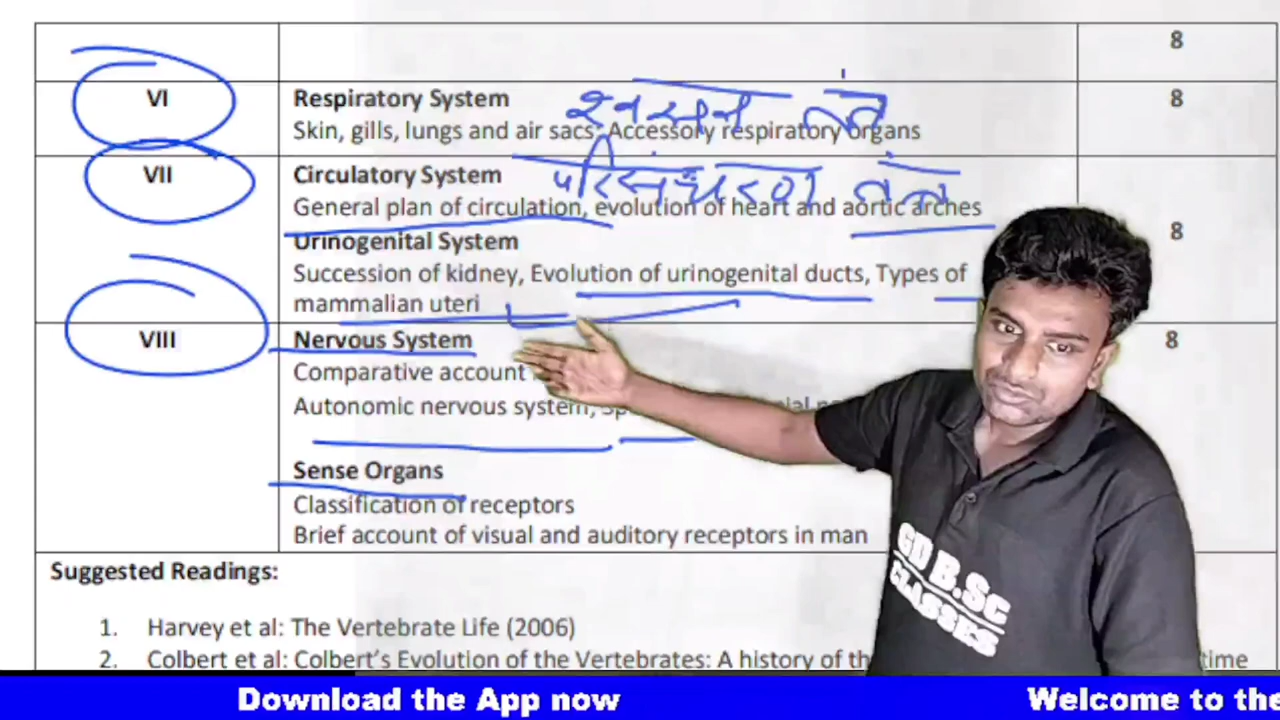 8
VI
Respiratory System
श्वसन तंत्र
8
Skin, gills, lungs and air sacs; Accessory respiratory organs
VII
Circulatory System
परिसंचरण तंत्र
General plan of circulation, evolution of heart and aortic arches
8
Urinogenital System
Succession of kidney, Evolution of urinogenital ducts, Types of
mammalian uteri
VIII
Nervous System
8
Comparative account
Autonomic nervous system,
Sense Organs
Classification of receptors
Brief account of visual and auditory receptors in man
GD B.Sc
CLASSES
Suggested Readings:
1. Harvey et al: The Vertebrate Life (2006)
2. Colbert et al: Colbert's Evolution of the Vertebrates: A history of th time
Download the App now
Welcome to the